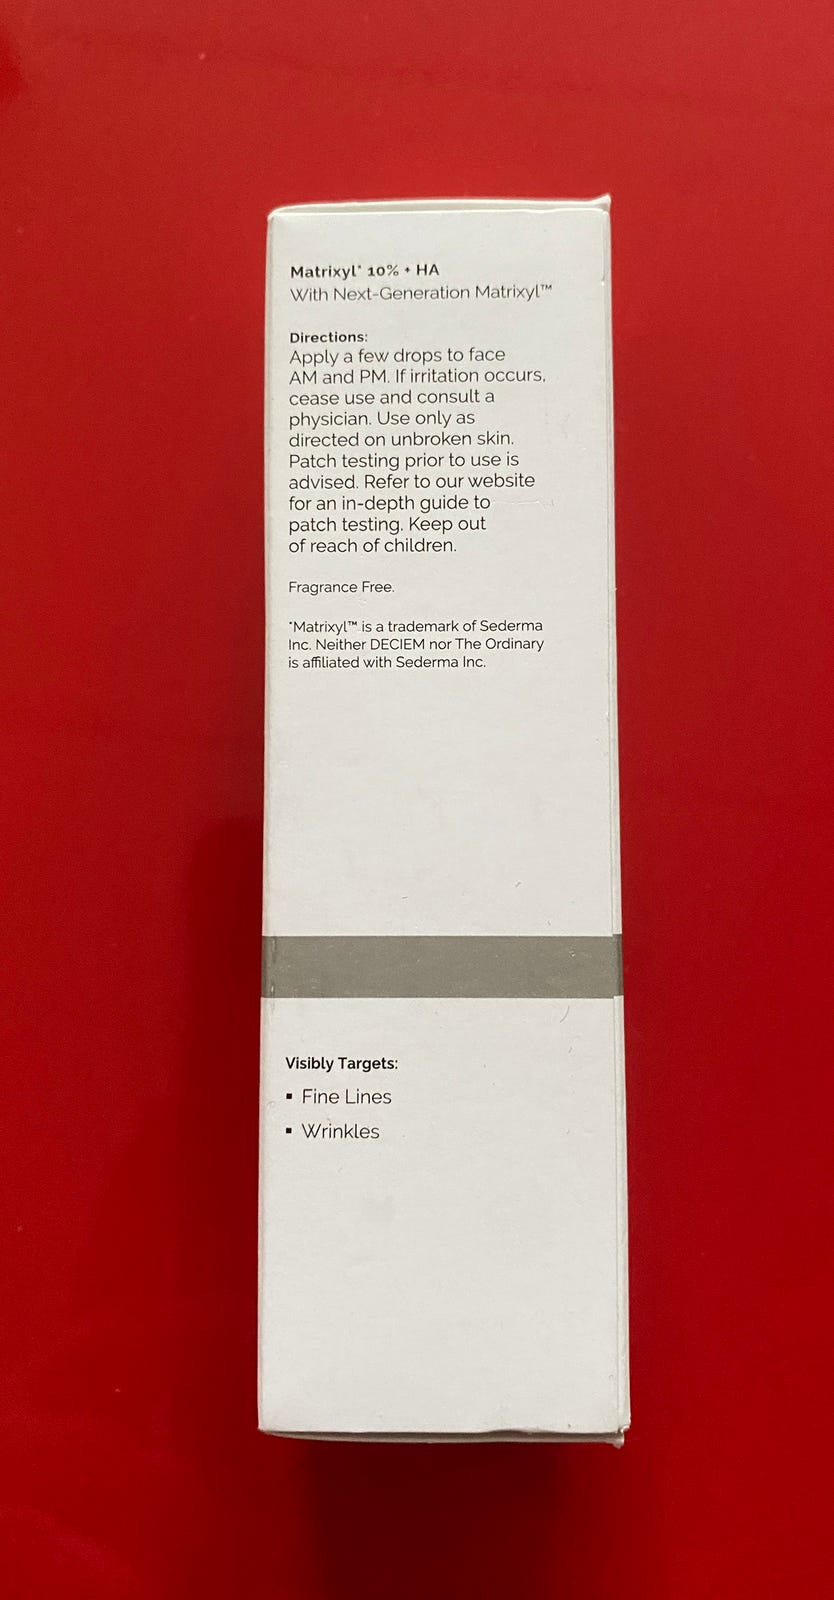 Matrixyl* 10% + HA
With Next-Generation Matrixyl™
Directions:
Apply a few drops to face
AM and PM. If irritation occurs,
cease use and consult a
physician. Use only as
directed on unbroken skin.
Patch testing prior to use is
advised. Refer to our website
for an in-depth guide to
patch testing. Keep out
of reach of children.
Fragrance Free.
*Matrixyl™ is a trademark of Sederma
Inc. Neither DECIEM nor The Ordinary
is affiliated with Sederma Inc.
Visibly Targets:
▪ Fine Lines
▪ Wrinkles